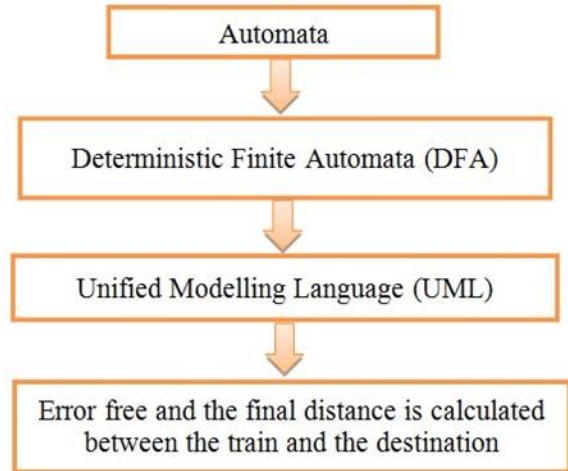 Automata
Deterministic Finite Automata (DFA)
Unified Modelling Language (UML)
Error free and the final distance is calculated
between the train and the destination